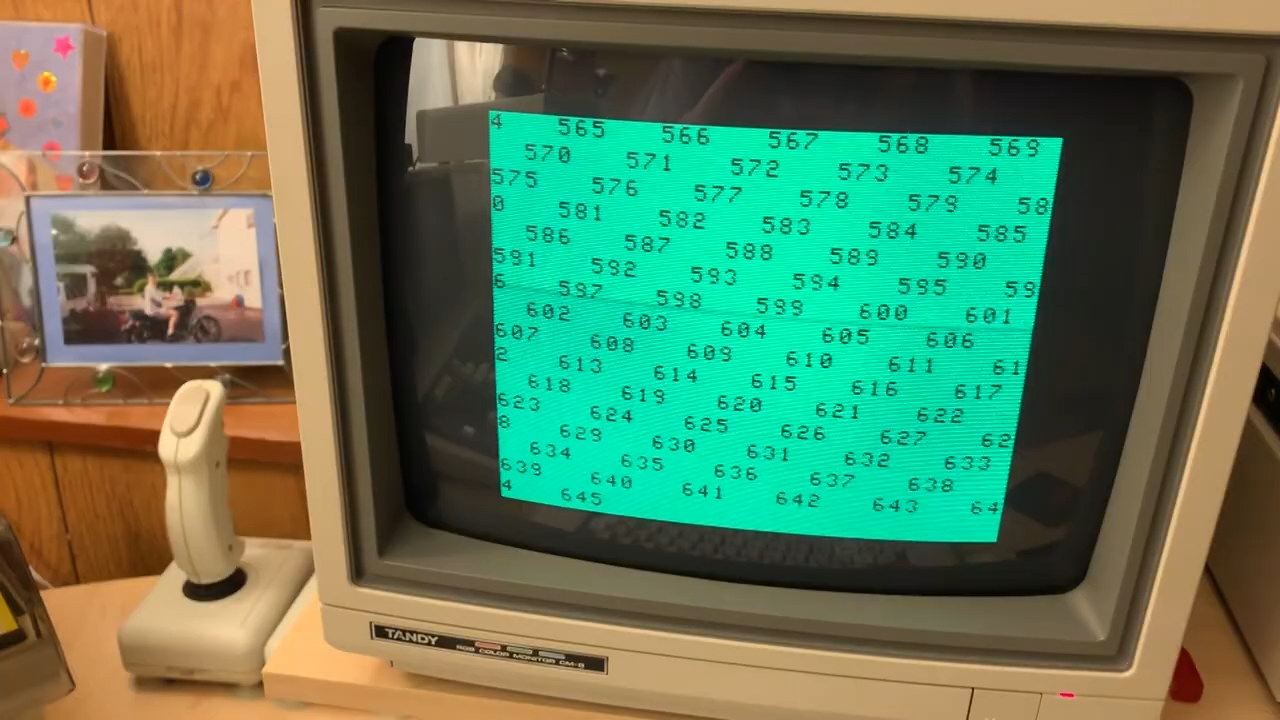 4 565 566 567 568 569
570 571 572 573 574
575 576 577 578 579 58
0 581 582 583 584 585
586 587 588 589 590
591 592 593 594 595 59
6 597 598 599 600 601
602 603 604 605 606
607 608 609 610 611 61
2 613 614 615 616 617
618 619 620 621 622
623 624 625 626 627 62
8 629 630 631 632 633
634 635 636 637 638
639 640 641 642 643 64
4 645
TANDY
RGB COLOR MONITOR CM-8